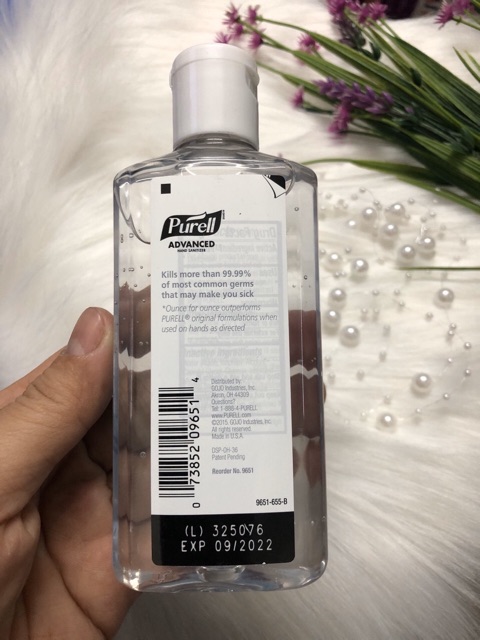 Purell
ADVANCED
HAND SANITIZER
Kills more than 99.99%
of most common germs
that may make you sick
*Ounce for ounce outperforms
PURELL® original formulations when
used on hands as directed
Distributed by:
GOJO Industries, Inc.
Akron, OH 44309
Questions?
Tel: 1-888-4-PURELL
www.PURELL.com
©2015. GOJO Industries, Inc.
All rights reserved.
Made in U.S.A.
DSP-OH-36
Patent Pending
Reorder No. 9651
0 73852 09651 4
9651-655-B
(L) 325076
EXP 09/2022